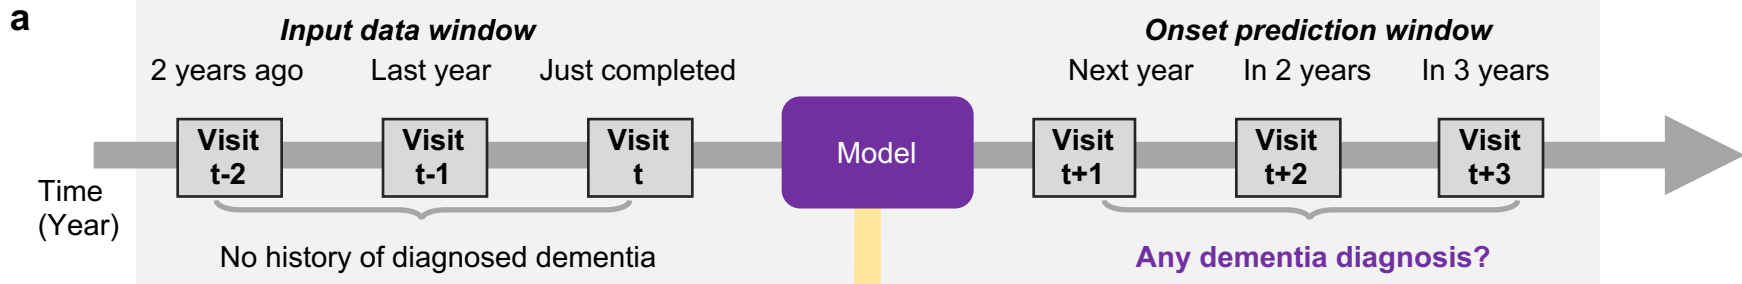 a
Input data window
Onset prediction window
2 years ago
Last year
Just completed
Next year
In 2 years
In 3 years
Visit
t-2
Visit
t-1
Visit
t
Model
Visit
t+1
Visit
t+2
Visit
t+3
Time
(Year)
No history of diagnosed dementia
Any dementia diagnosis?